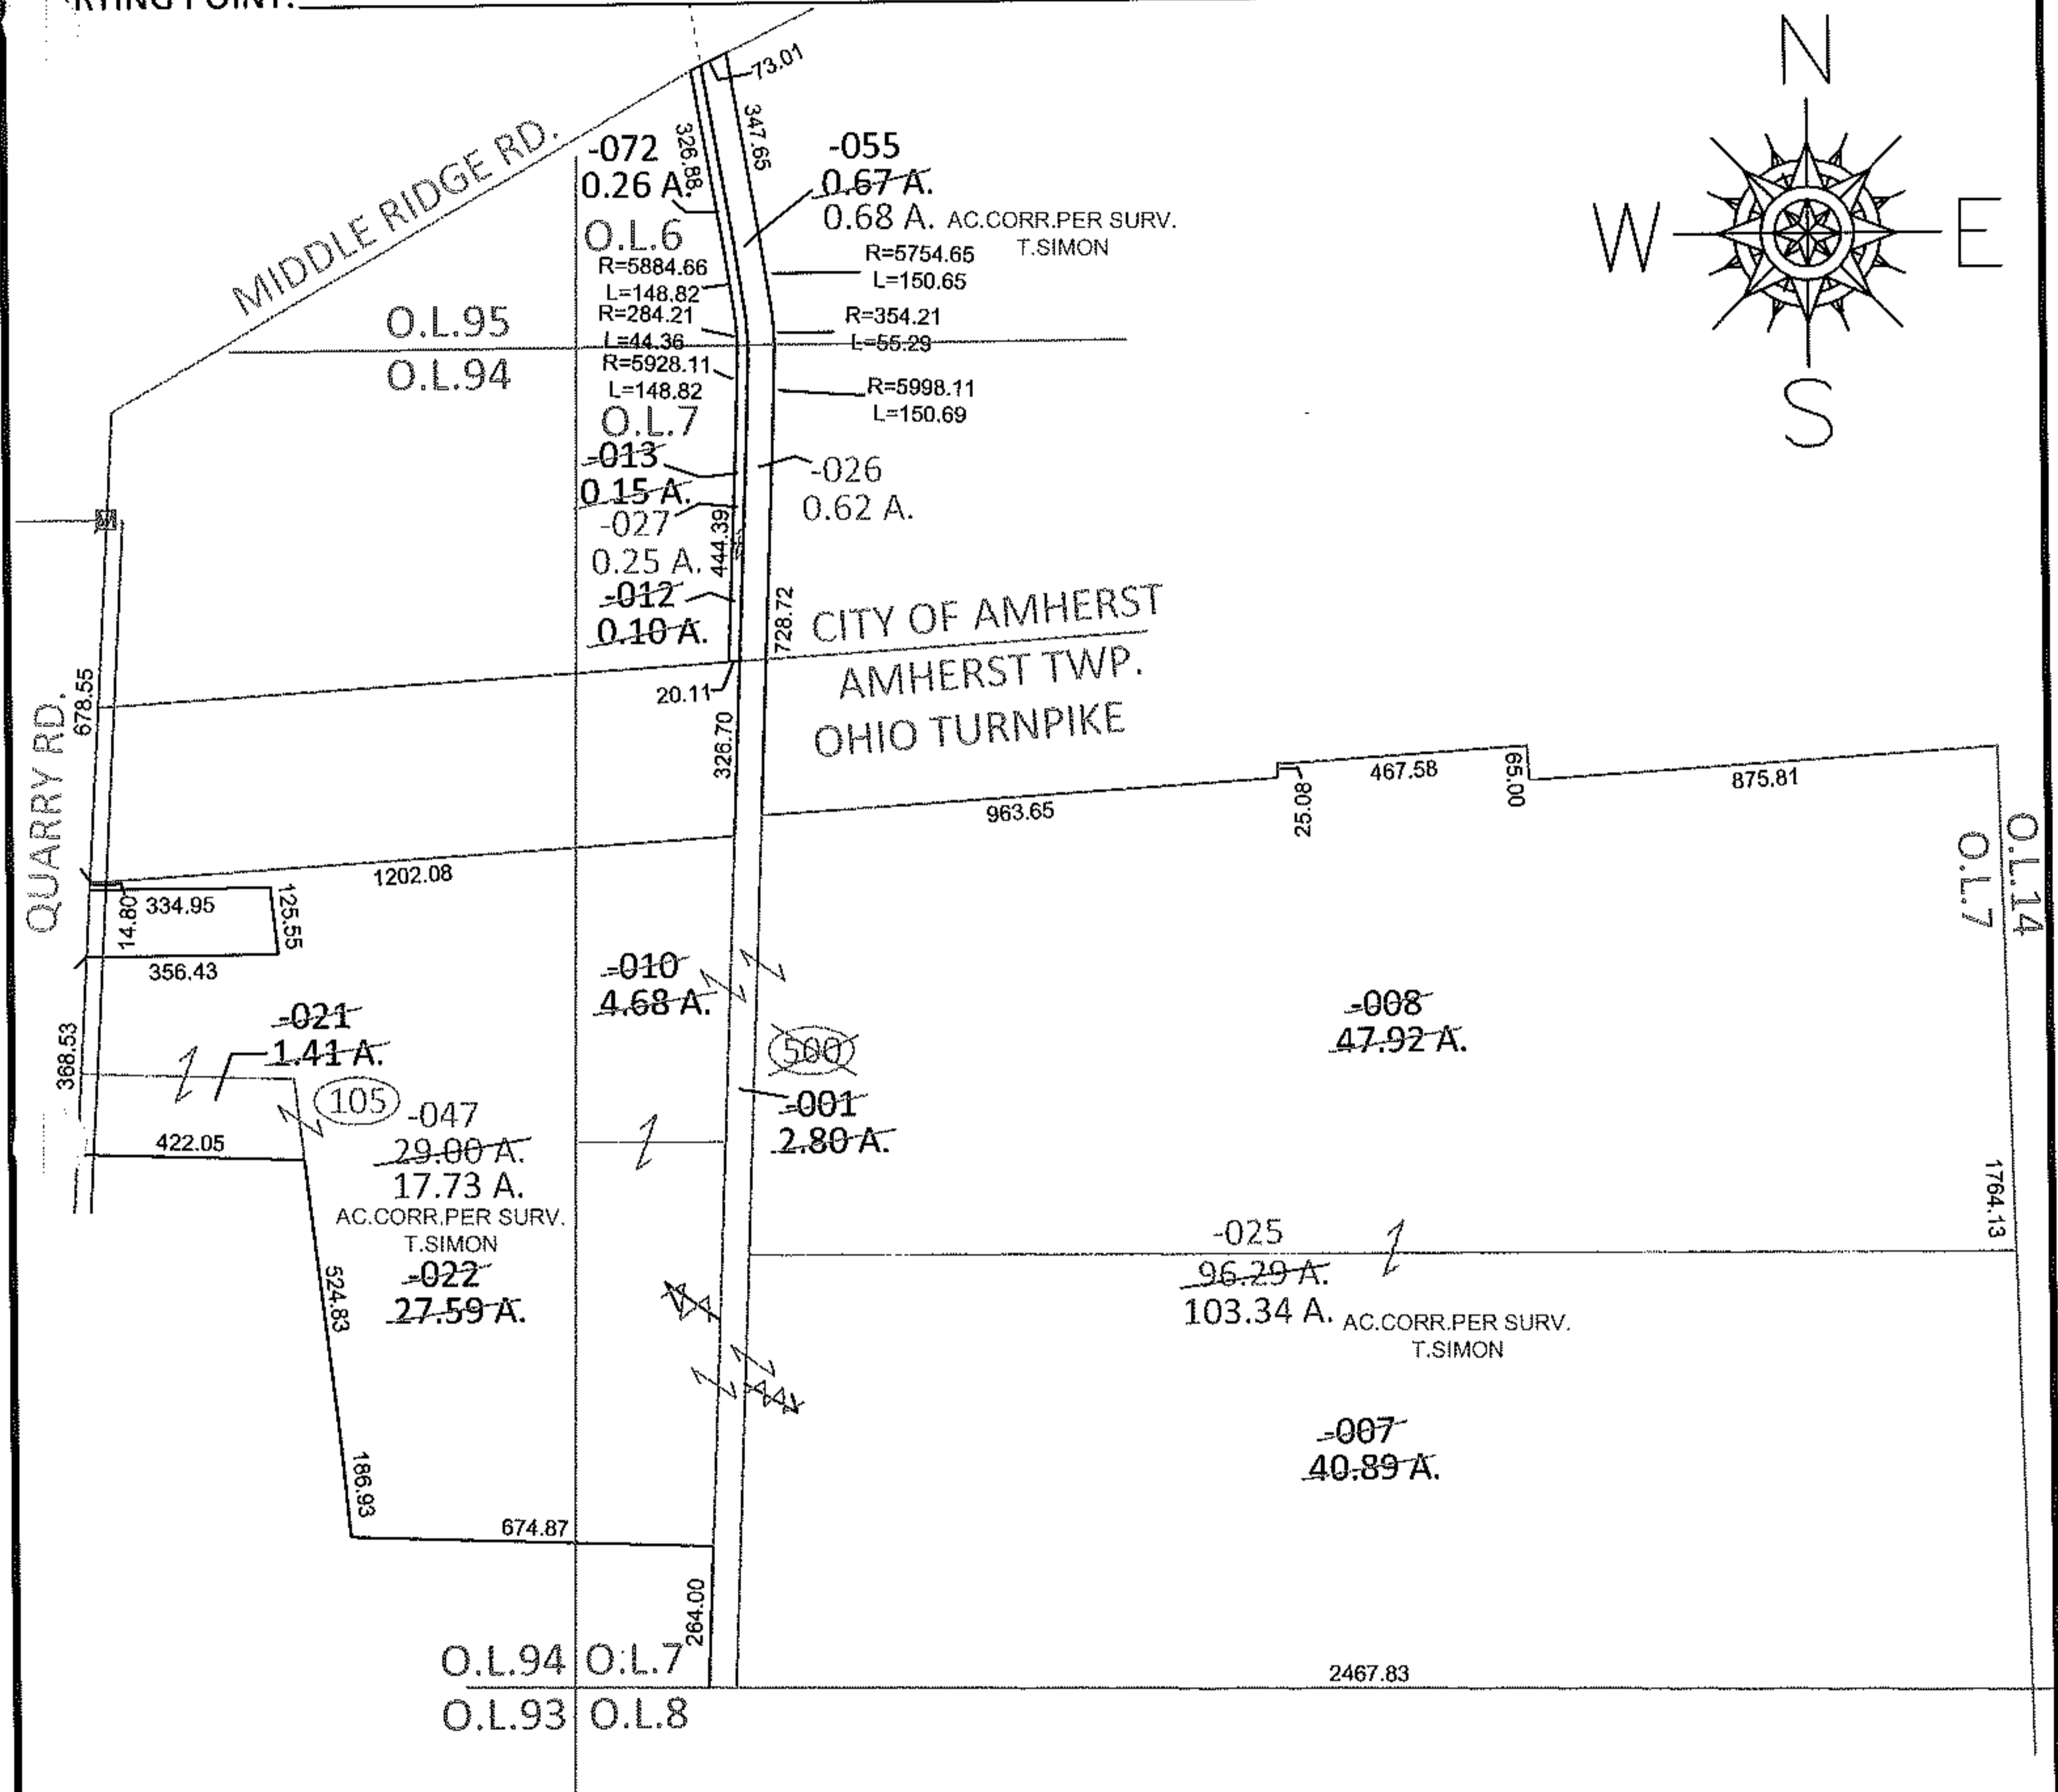 RTING POINT:
N
W
E
S
MIDDLE RIDGE RD.
73.01
326.88
347.65
-072
0.26 A.
-055
0.67 A.
0.68 A. AC.CORR.PER SURV.
T.SIMON
O.L.6
R=5884.66
L=148.82
R=5754.65
L=150.65
R=284.21
L=44.36
R=354.21
L=55.29
O.L.95
O.L.94
R=5928.11
L=148.82
R=5998.11
L=150.69
O.L.7
-013
0.15 A.
-027
0.25 A.
-012
0.10 A.
444.39
-026
0.62 A.
728.72
CITY OF AMHERST
AMHERST TWP.
OHIO TURNPIKE
20.11
326.70
678.55
QUARRY RD.
963.65
25.08
467.58
65.00
875.81
O.L.7
O.L.14
1202.08
14.80
334.95
125.55
356.43
368.53
-010
4.68 A.
-008
47.92 A.
-021
1.41 A.
500
105
-001
2.80 A.
-047
29.00 A.
17.73 A.
AC.CORR.PER SURV.
T.SIMON
-022
27.59 A.
422.05
524.83
186.93
1764.13
-025
96.29 A.
103.34 A. AC.CORR.PER SURV.
T.SIMON
-007
40.89 A.
674.87
264.00
2467.83
O.L.94 O.L.7
O.L.93 O.L.8